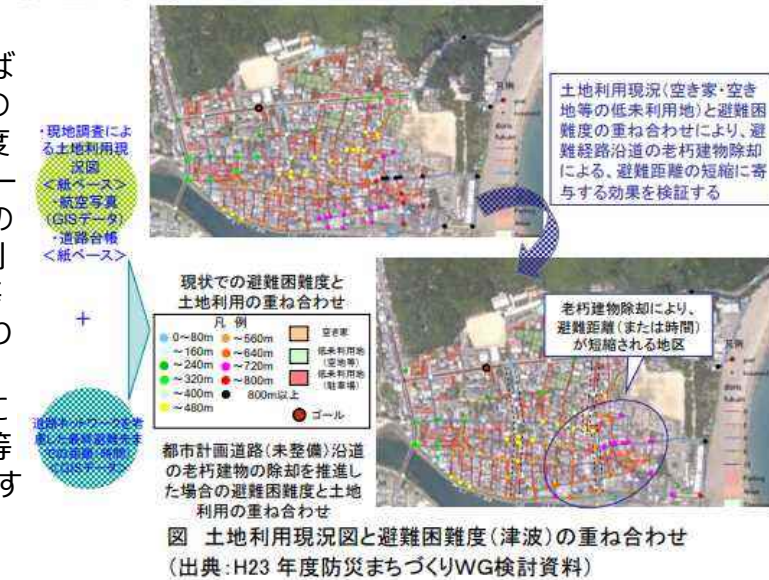 ば
の
度
ー
の
リ
の
に
等
す
・現地調査によ
る土地利用現
況図
<紙ベース>
・航空写真
(GISデータ)
・道路台帳
<紙ベース>
+
道路ネットワークを考
慮した最終避難先ま
での距離・時間
<GISデータ>
凡例
土地利用現況(空き家・空き
地等の低未利用地)と避難困
難度の重ね合わせにより、避
難経路沿道の老朽建物除却
による、避難距離の短縮に寄
与する効果を検証する
現状での避難困難度と
土地利用の重ね合わせ
凡 例
0~80m
~160m
~240m
~320m
~400m
~480m
~560m
~640m
~720m
~800m
800m以上
空き家
低未利用地
(空地等)
低未利用地
(駐車場)
ゴール
都市計画道路(未整備)沿道
の老朽建物の除却を推進し
た場合の避難困難度と土地
利用の重ね合わせ
老朽建物除却により、
避難距離(または時間)
が短縮される地区
凡例
図 土地利用現況図と避難困難度(津波)の重ね合わせ
(出典:H23 年度防災まちづくりWG検討資料)